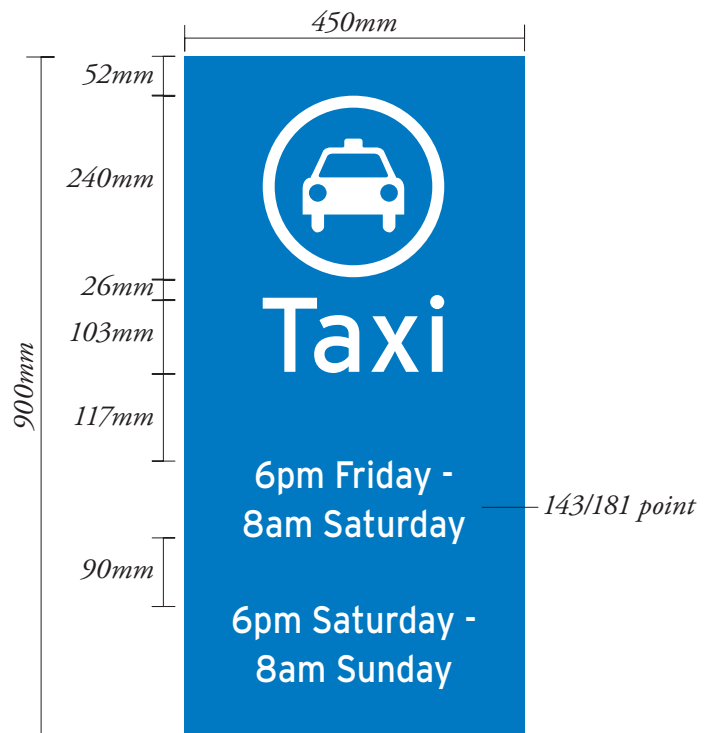 450mm
52mm
240mm
26mm
103mm
900mm
117mm
90mm
Taxi
6pm Friday -
8am Saturday
143/181 point
6pm Saturday -
8am Sunday